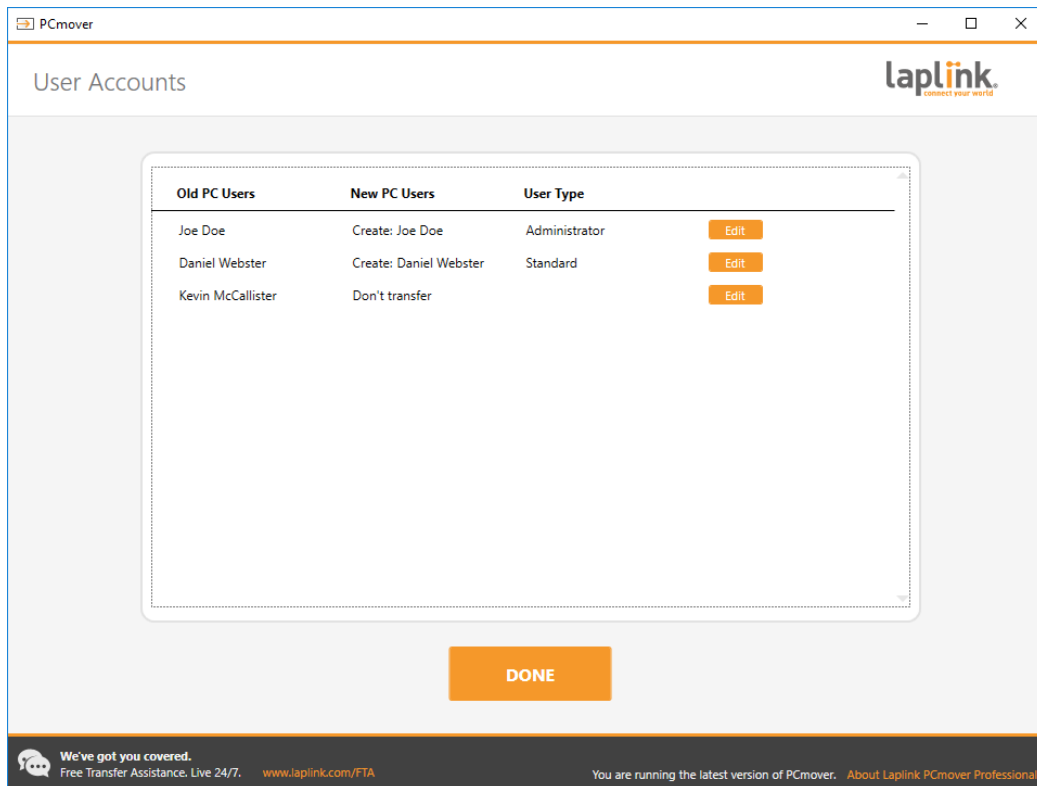 PCmover
User Accounts
laplink®
connect your world
Old PC Users New PC Users User Type
Joe Doe Create: Joe Doe Administrator Edit
Daniel Webster Create: Daniel Webster Standard Edit
Kevin McCallister Don't transfer Edit
DONE
We've got you covered.
Free Transfer Assistance. Live 24/7. www.laplink.com/FTA
You are running the latest version of PCmover. About Laplink PCmover Professional